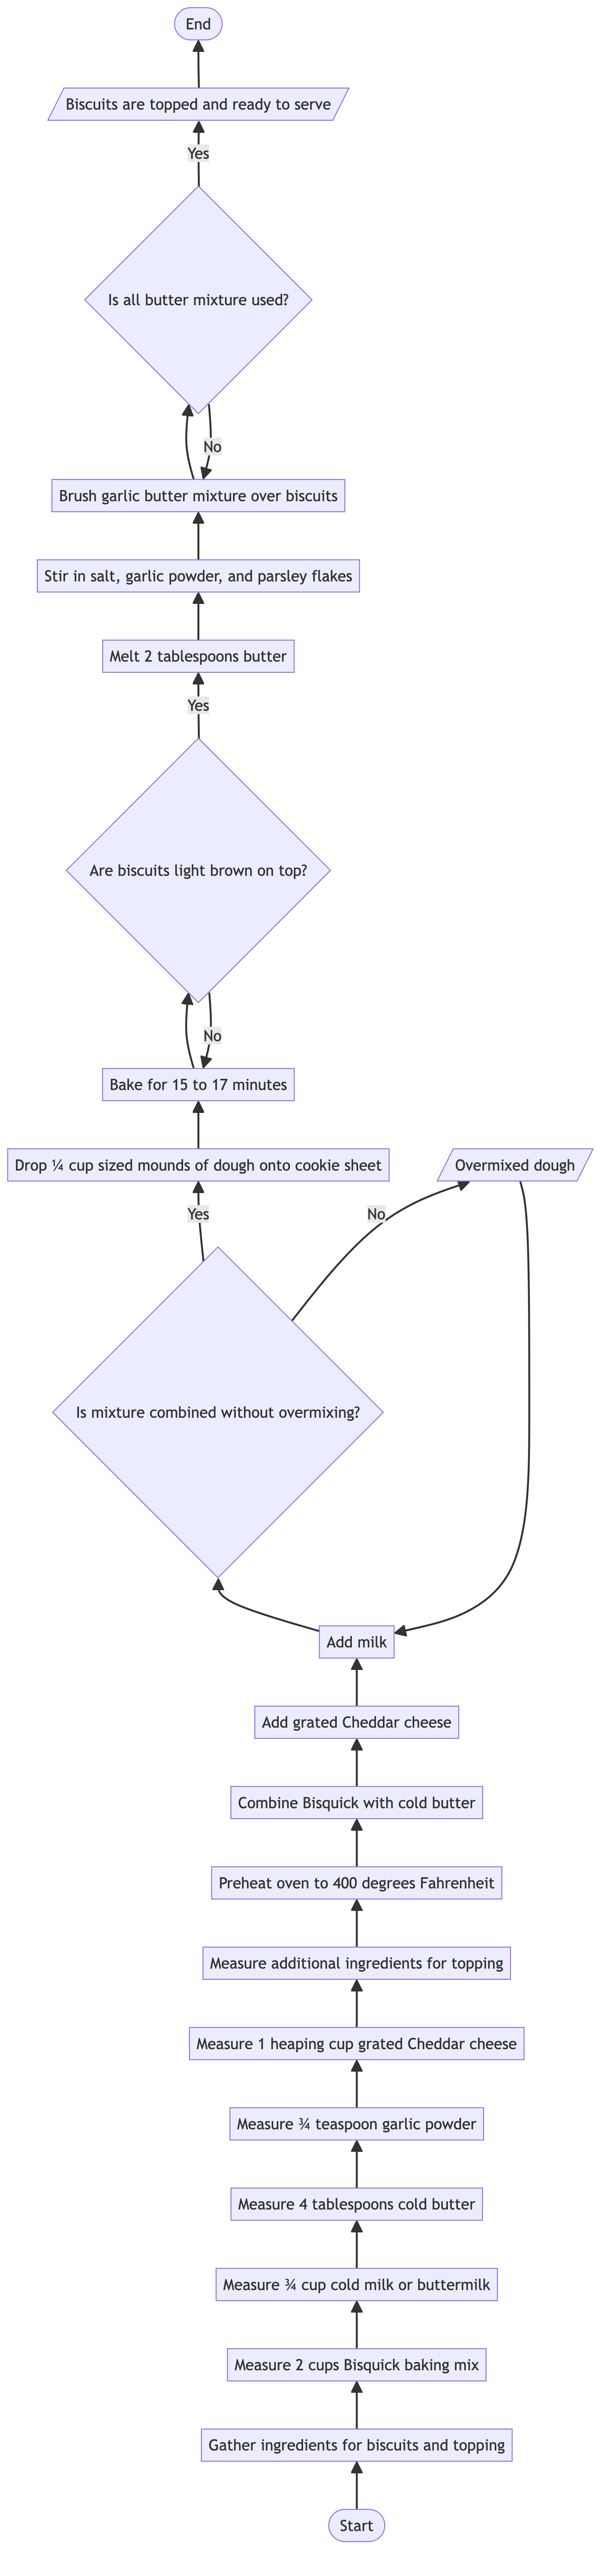 End
Biscuits are topped and ready to serve
Yes
Is all butter mixture used?
No
Brush garlic butter mixture over biscuits
Stir in salt, garlic powder, and parsley flakes
Melt 2 tablespoons butter
Yes
Are biscuits light brown on top?
No
Bake for 15 to 17 minutes
Drop ¼ cup sized mounds of dough onto cookie sheet
Overmixed dough
Yes
No
Is mixture combined without overmixing?
Add milk
Add grated Cheddar cheese
Combine Bisquick with cold butter
Preheat oven to 400 degrees Fahrenheit
Measure additional ingredients for topping
Measure 1 heaping cup grated Cheddar cheese
Measure ¾ teaspoon garlic powder
Measure 4 tablespoons cold butter
Measure ¾ cup cold milk or buttermilk
Measure 2 cups Bisquick baking mix
Gather ingredients for biscuits and topping
Start